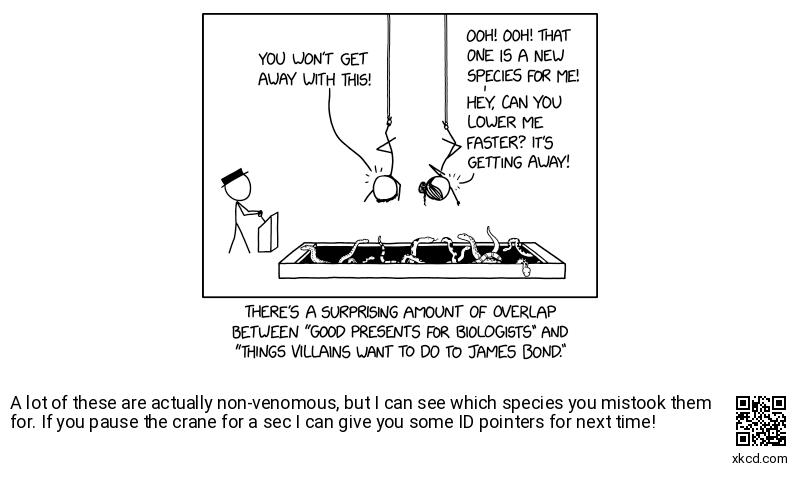 YOU WON'T GET
AWAY WITH THIS!
OOH! OOH! THAT
ONE IS A NEW
SPECIES FOR ME!
HEY, CAN YOU
LOWER ME
FASTER? IT'S
GETTING AWAY!
THERE'S A SURPRISING AMOUNT OF OVERLAP
BETWEEN "GOOD PRESENTS FOR BIOLOGISTS" AND
"THINGS VILLAINS WANT TO DO TO JAMES BOND."
A lot of these are actually non-venomous, but I can see which species you mistook them
for. If you pause the crane for a sec I can give you some ID pointers for next time!
xkcd.com